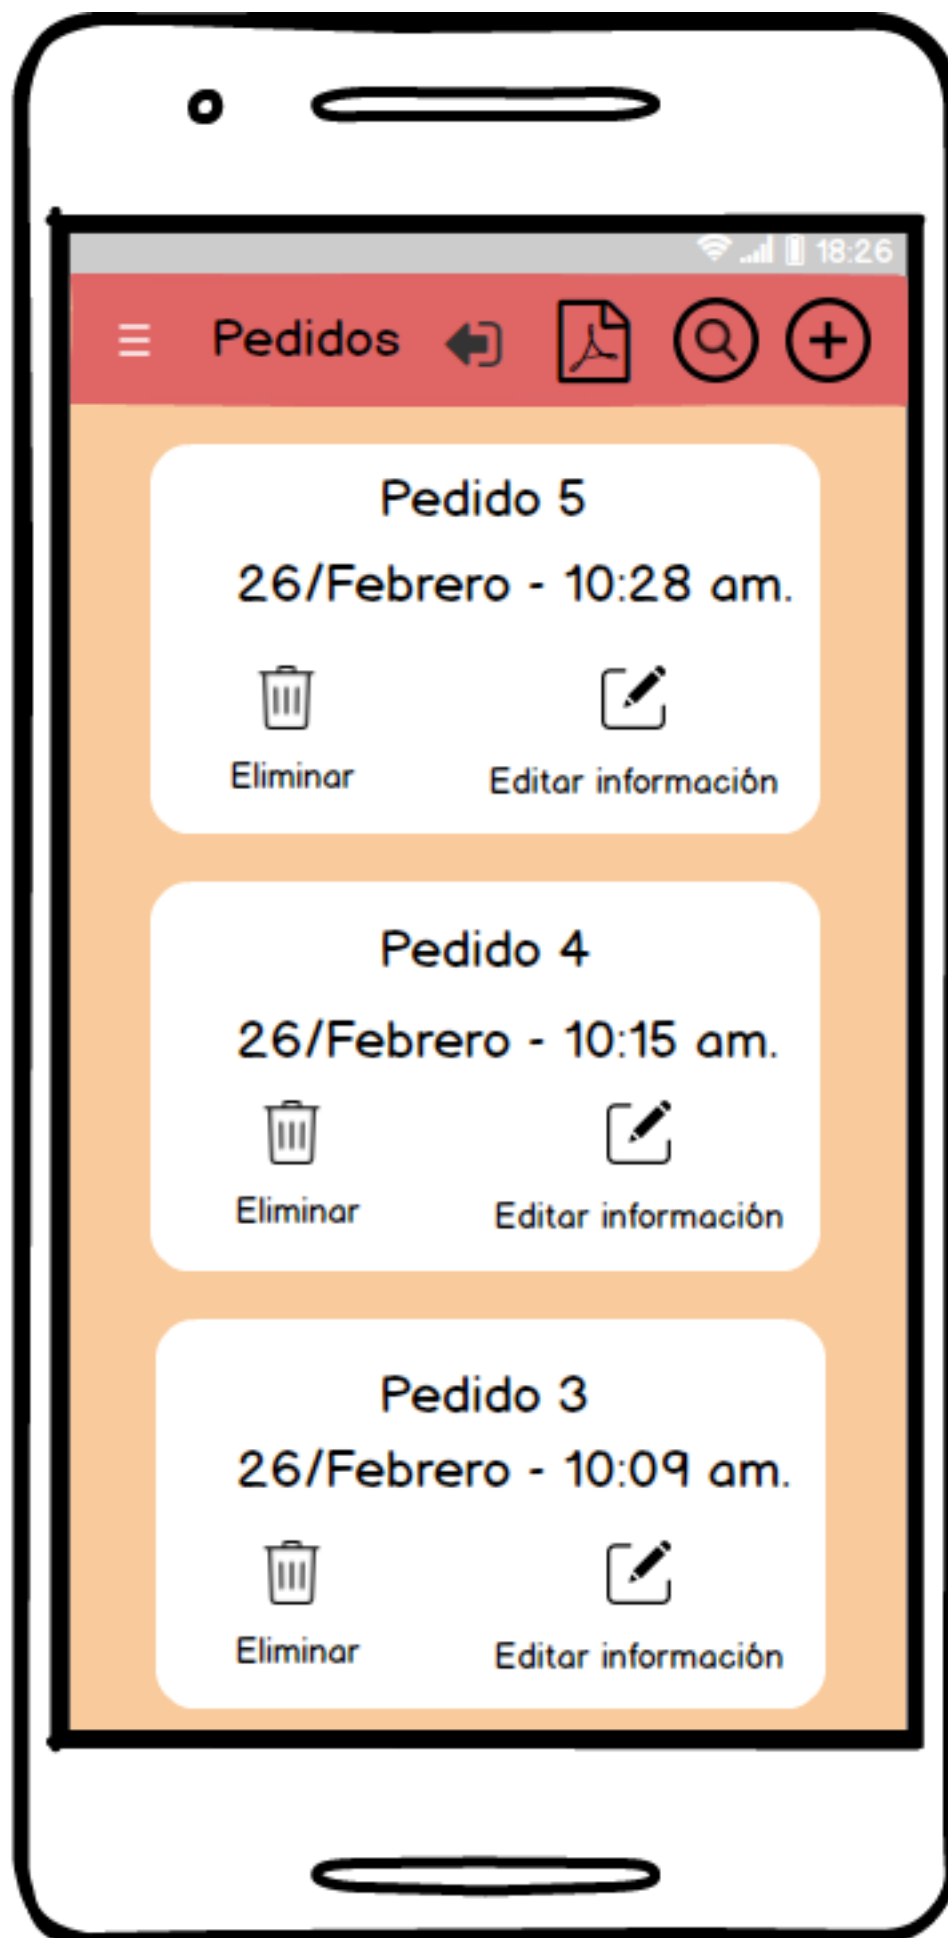 18:26
Pedidos
Pedido 5
26/Febrero - 10:28 am.
Eliminar
Editar información
Pedido 4
26/Febrero - 10:15 am.
Eliminar
Editar información
Pedido 3
26/Febrero - 10:09 am.
Eliminar
Editar información